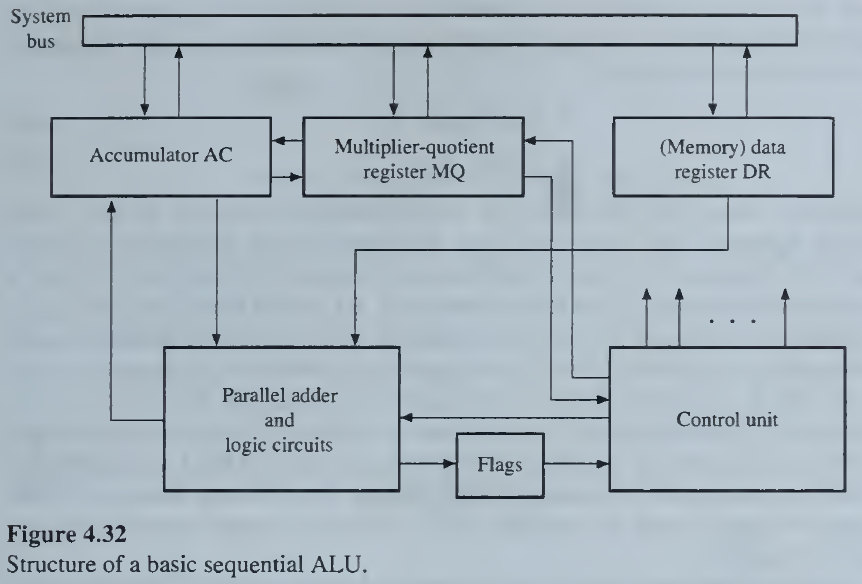 System
bus
Accumulator AC
Multiplier-quotient
register MQ
(Memory) data
register DR
. . .
Parallel adder
and
logic circuits
Control unit
Flags
Figure 4.32
Structure of a basic sequential ALU.